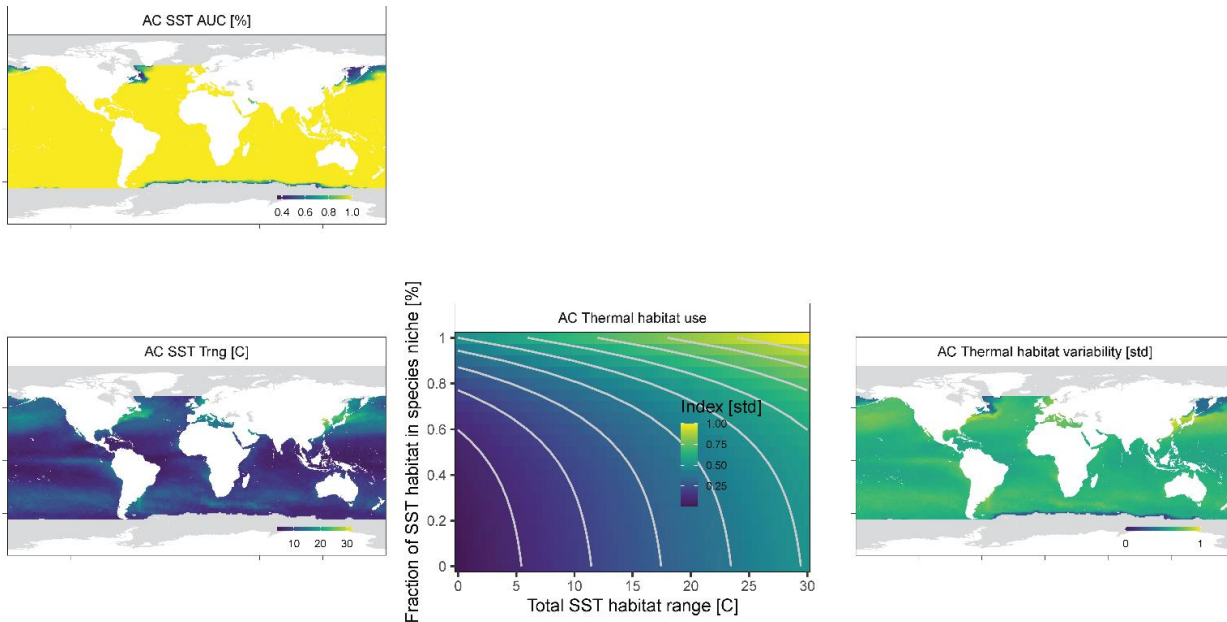 AC SST AUC [%]
0.4 0.6 0.8 1.0
AC SST Trng [C]
10 20 30
AC Thermal habitat use
Fraction of SST habitat in species niche [%]
1
0.8
0.6
0.4
0.2
0
Index [std]
1.00
0.75
0.50
0.25
0 5 10 15 20 25 30
Total SST habitat range [C]
AC Thermal habitat variability [std]
0 1